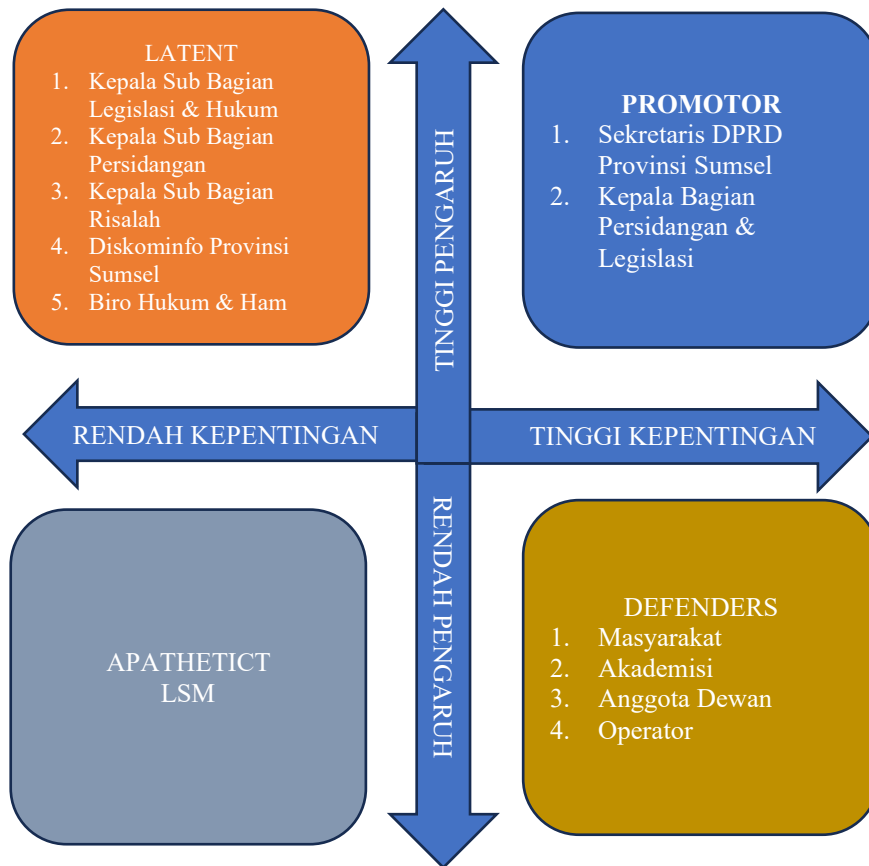 LATENT
1. Kepala Sub Bagian
Legislasi & Hukum
2. Kepala Sub Bagian
Persidangan
3. Kepala Sub Bagian
Risalah
4. Diskominfo Provinsi
Sumsel
5. Biro Hukum & Ham
TINGGI PENGARUH
PROMOTOR
1. Sekretaris DPRD
Provinsi Sumsel
2. Kepala Bagian
Persidangan &
Legislasi
RENDAH KEPENTINGAN
TINGGI KEPENTINGAN
APATHETICT
LSM
RENDAH PENGARUH
DEFENDERS
1. Masyarakat
2. Akademisi
3. Anggota Dewan
4. Operator